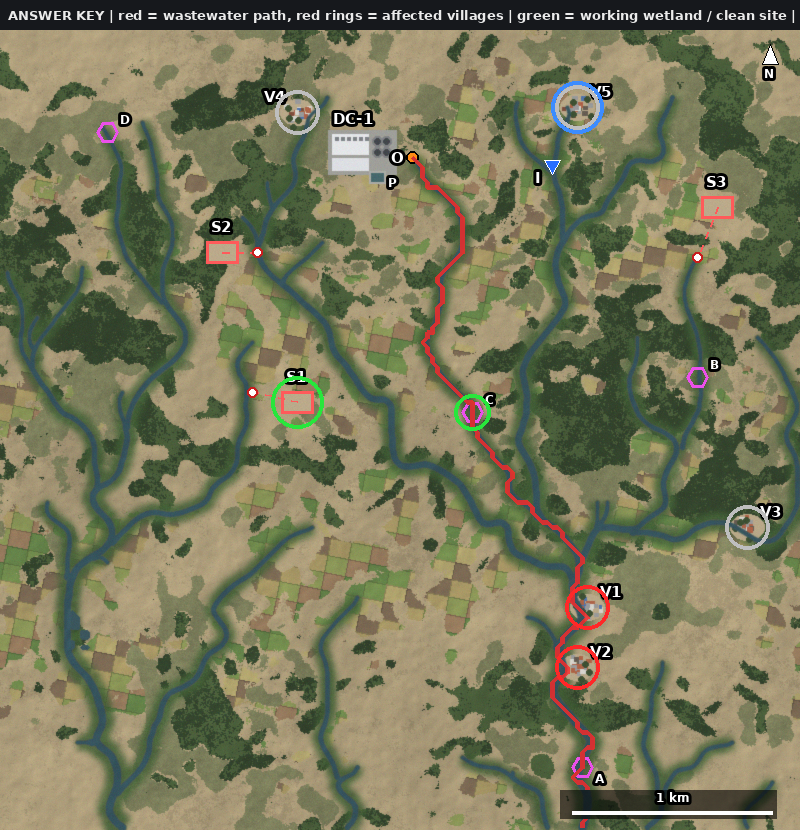 ANSWER KEY | red = wastewater path, red rings = affected villages | green = working wetland / clean site |
N
V4
V5
D
DC-1
O
I
P
S3
S2
B
S1
C
V3
V1
V2
A
1 km